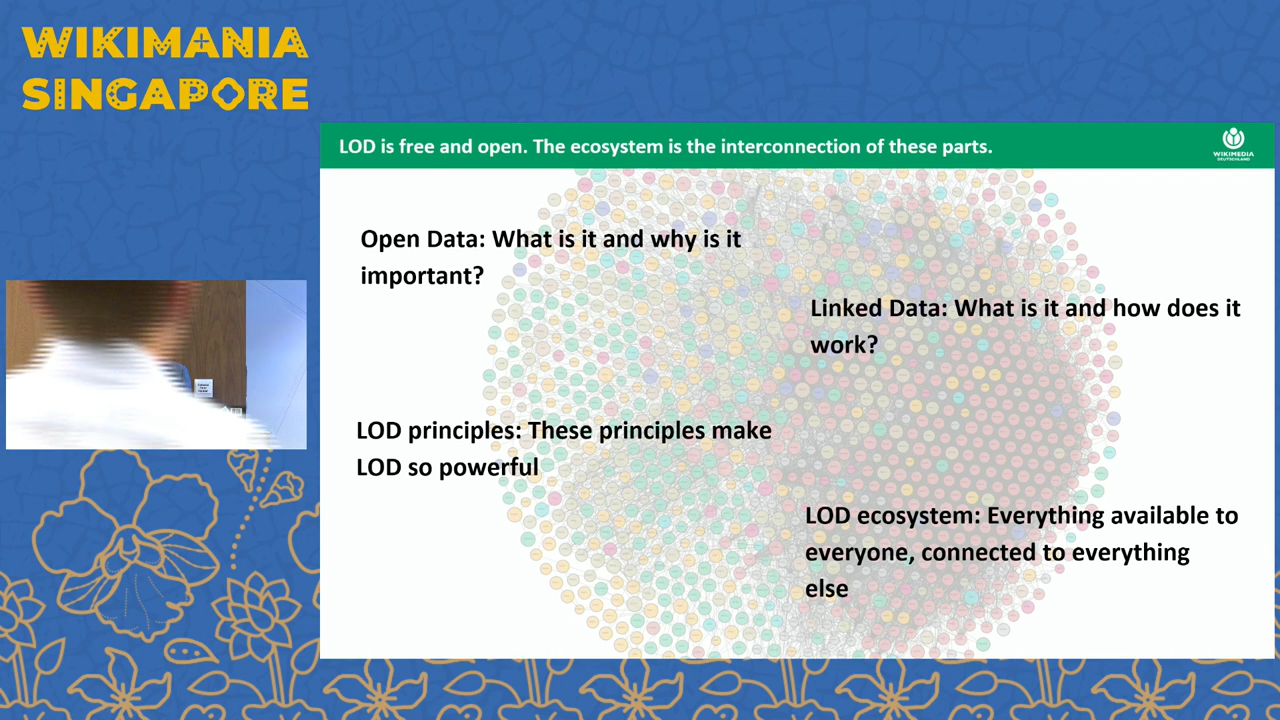 WIKIMANIA
SINGAPORE
LOD is free and open. The ecosystem is the interconnection of these parts.
WIKIMEDIA
DEUTSCHLAND
Open Data: What is it and why is it
important?
Linked Data: What is it and how does it
work?
LOD principles: These principles make
LOD so powerful
LOD ecosystem: Everything available to
everyone, connected to everything
else